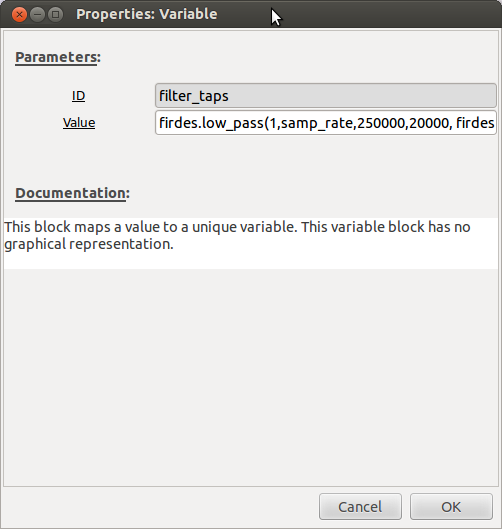 Properties: Variable
Parameters:
ID
filter_taps
Value
firdes.low_pass(1,samp_rate,250000,20000, firdes
Documentation:
This block maps a value to a unique variable. This variable block has no
graphical representation.
Cancel
OK